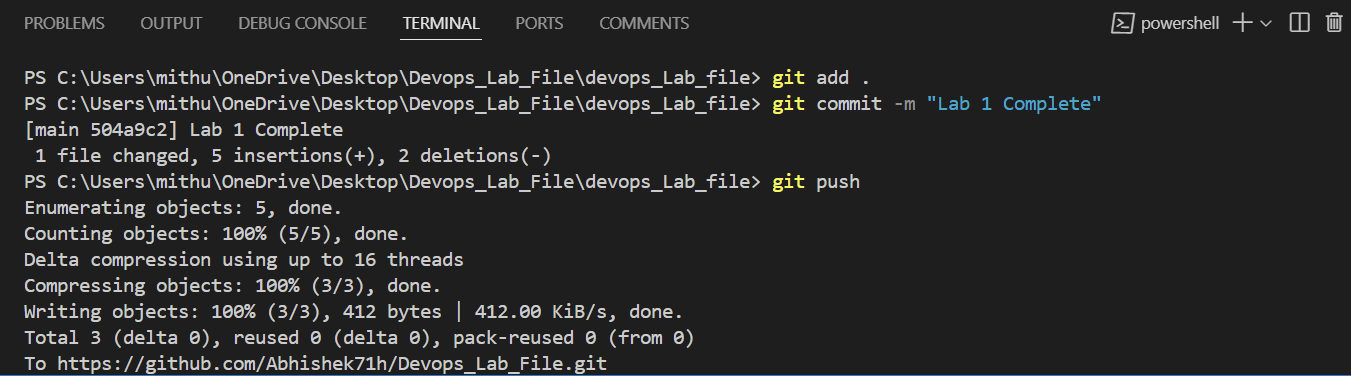 PROBLEMS OUTPUT DEBUG CONSOLE TERMINAL PORTS COMMENTS powershell
PS C:\Users\mithu\OneDrive\Desktop\Devops_Lab_File\devops_Lab_file> git add .
PS C:\Users\mithu\OneDrive\Desktop\Devops_Lab_File\devops_Lab_file> git commit -m "Lab 1 Complete"
[main 504a9c2] Lab 1 Complete
 1 file changed, 5 insertions(+), 2 deletions(-)
PS C:\Users\mithu\OneDrive\Desktop\Devops_Lab_File\devops_Lab_file> git push
Enumerating objects: 5, done.
Counting objects: 100% (5/5), done.
Delta compression using up to 16 threads
Compressing objects: 100% (3/3), done.
Writing objects: 100% (3/3), 412 bytes | 412.00 KiB/s, done.
Total 3 (delta 0), reused 0 (delta 0), pack-reused 0 (from 0)
To https://github.com/Abhishek71h/Devops_Lab_File.git